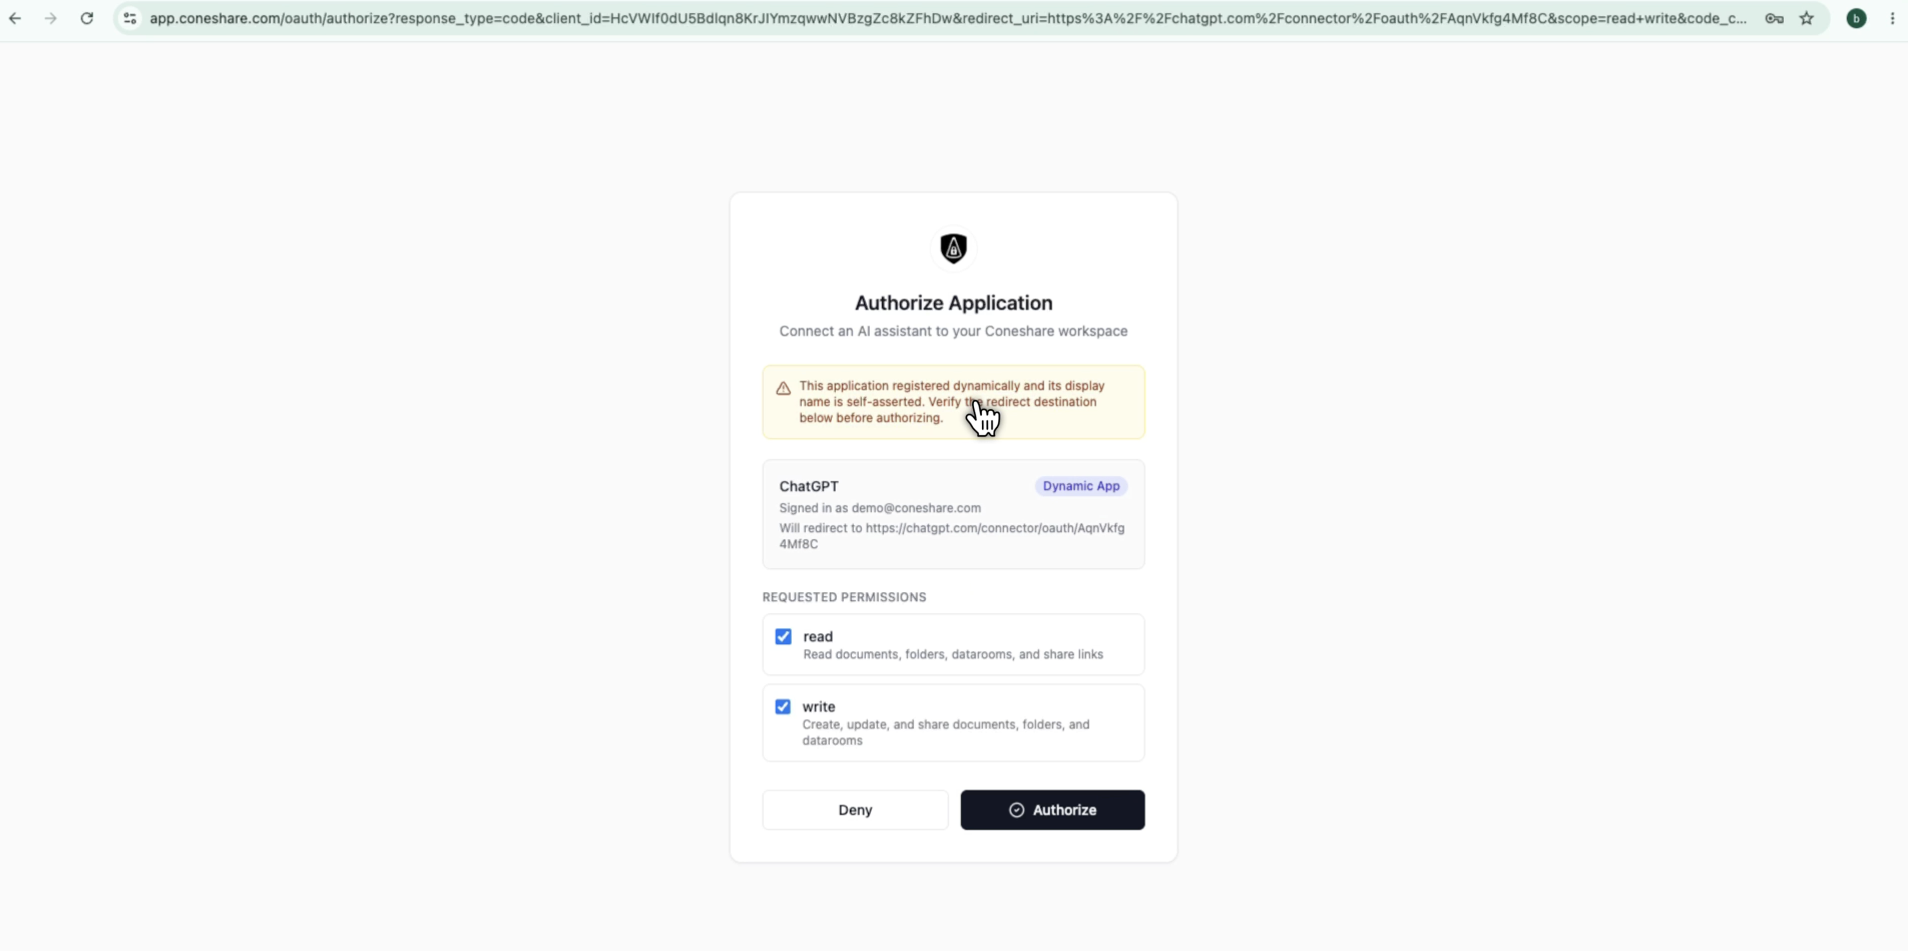 app.coneshare.com/oauth/authorize?response_type=code&client_id=HcVWIf0dU5BdIqn8KrJIYmzqwwNVBzgZc8kZFhDw&redirect_uri=https%3A%2F%2Fchatgpt.com%2Fconnector%2Foauth%2FAqnVkfg4Mf8C&scope=read+write&code_c...
b
Authorize Application
Connect an AI assistant to your Coneshare workspace
This application registered dynamically and its display
name is self-asserted. Verify the redirect destination
below before authorizing.
ChatGPT
Dynamic App
Signed in as demo@coneshare.com
Will redirect to https://chatgpt.com/connector/oauth/AqnVkfg
4Mf8C
REQUESTED PERMISSIONS
read
Read documents, folders, datarooms, and share links
write
Create, update, and share documents, folders, and
datarooms
Deny
Authorize